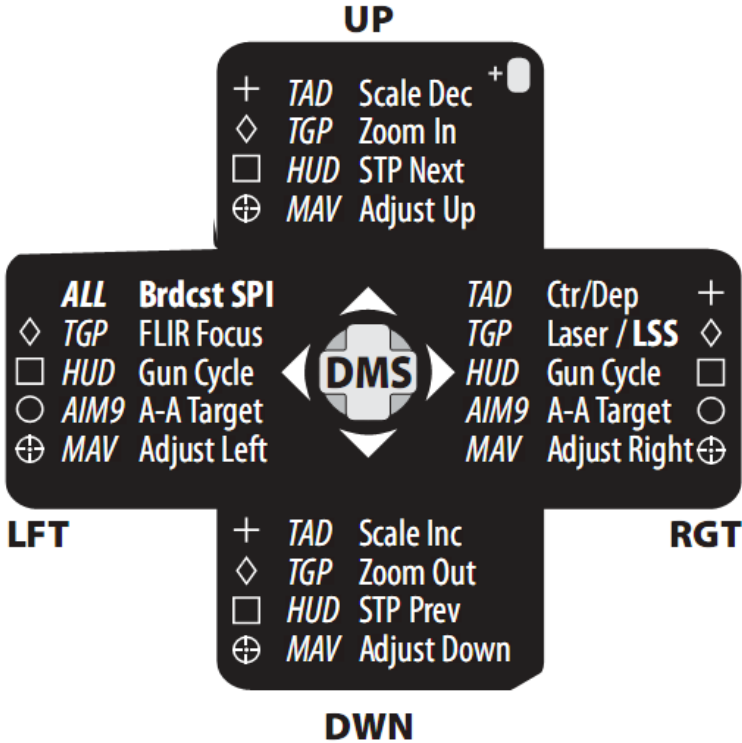 UP
TAD Scale Dec +
TGP Zoom In
HUD STP Next
MAV Adjust Up
ALL Brdcst SPI
TGP FLIR Focus
HUD Gun Cycle
AIM9 A-A Target
MAV Adjust Left
DMS
TAD Ctr/Dep
TGP Laser / LSS
HUD Gun Cycle
AIM9 A-A Target
MAV Adjust Right
LFT
RGT
TAD Scale Inc
TGP Zoom Out
HUD STP Prev
MAV Adjust Down
DWN